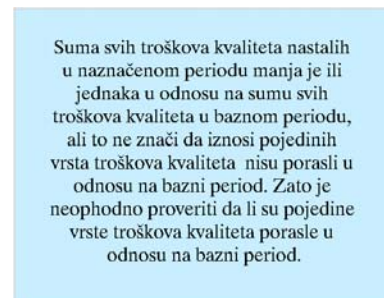 Suma svih troškova kvaliteta nastalih
u naznačenom periodu manja je ili
jednaka u odnosu na sumu svih
troškova kvaliteta u baznom periodu,
ali to ne znači da iznosi pojedinih
vrsta troškova kvaliteta nisu porasli u
odnosu na bazni period. Zato je
neophodno proveriti da li su pojedine
vrste troškova kvaliteta porasle u
odnosu na bazni period.